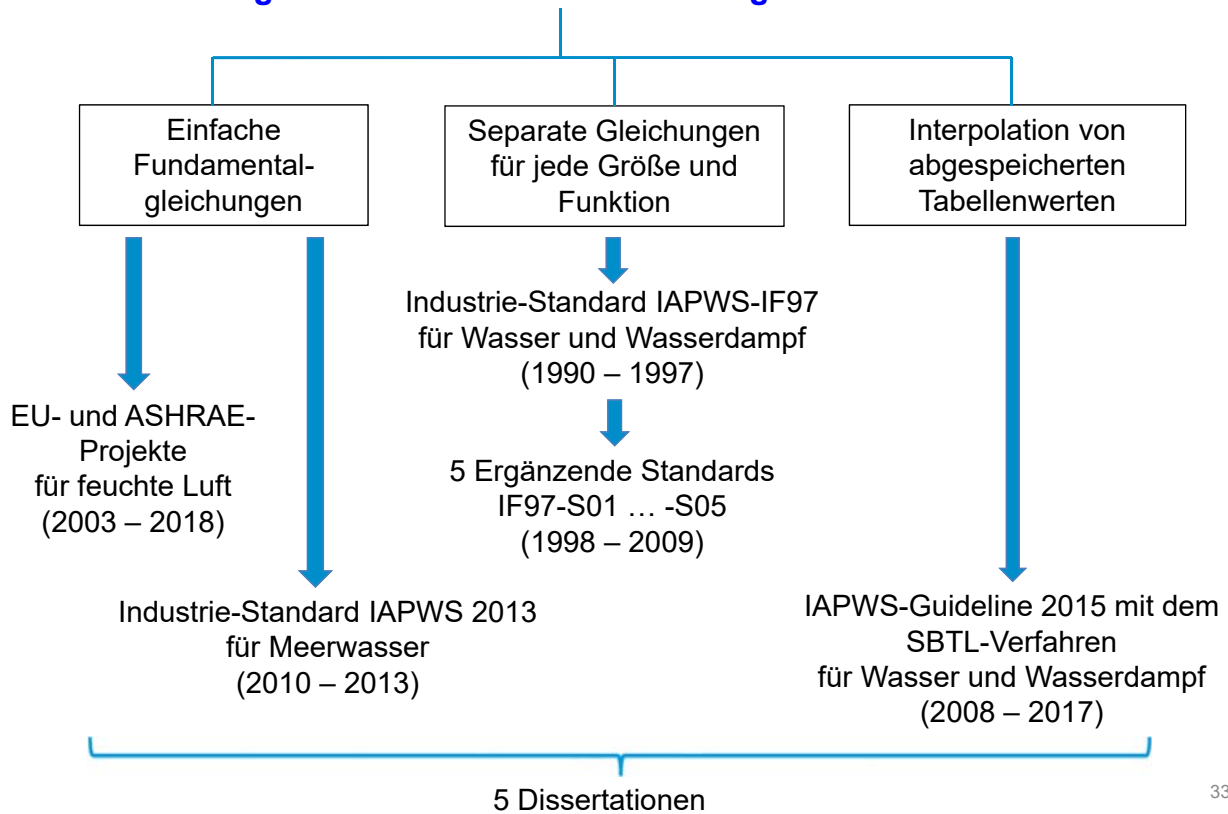 Einfache
Fundamental-
gleichungen
Separate Gleichungen
für jede Größe und
Funktion
Interpolation von
abgespeicherten
Tabellenwerten
Industrie-Standard IAPWS-IF97
für Wasser und Wasserdampf
(1990 – 1997)
EU- und ASHRAE-
Projekte
für feuchte Luft
(2003 – 2018)
5 Ergänzende Standards
IF97-S01 … -S05
(1998 – 2009)
Industrie-Standard IAPWS 2013
für Meerwasser
(2010 – 2013)
IAPWS-Guideline 2015 mit dem
SBTL-Verfahren
für Wasser und Wasserdampf
(2008 – 2017)
5 Dissertationen
33